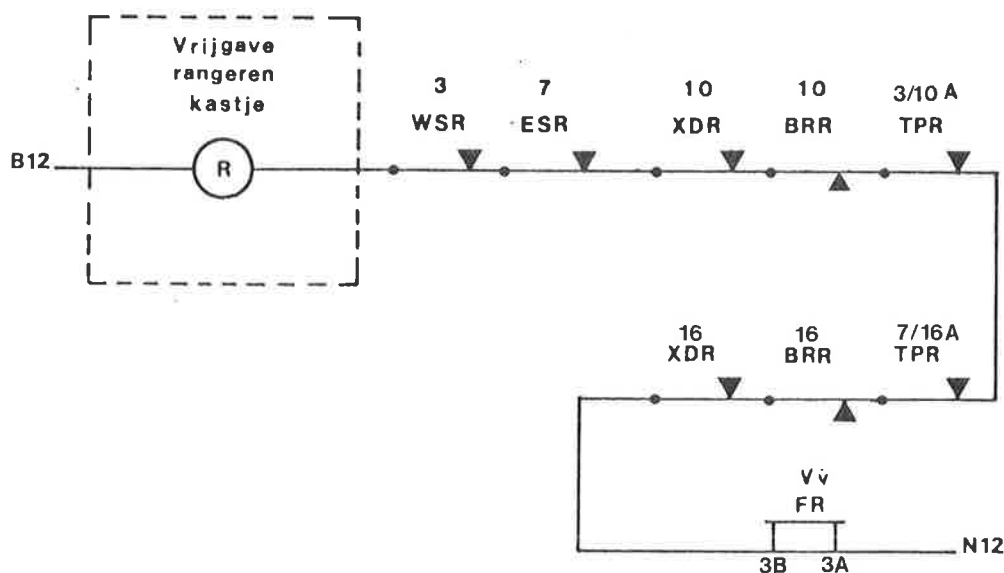 Vrijgave
rangeren
kastje
B12
R
3
WSR
7
ESR
10
XDR
10
BRR
3/10 A
TPR
16
XDR
16
BRR
7/16A
TPR
Vv
FR
3B
3A
N12